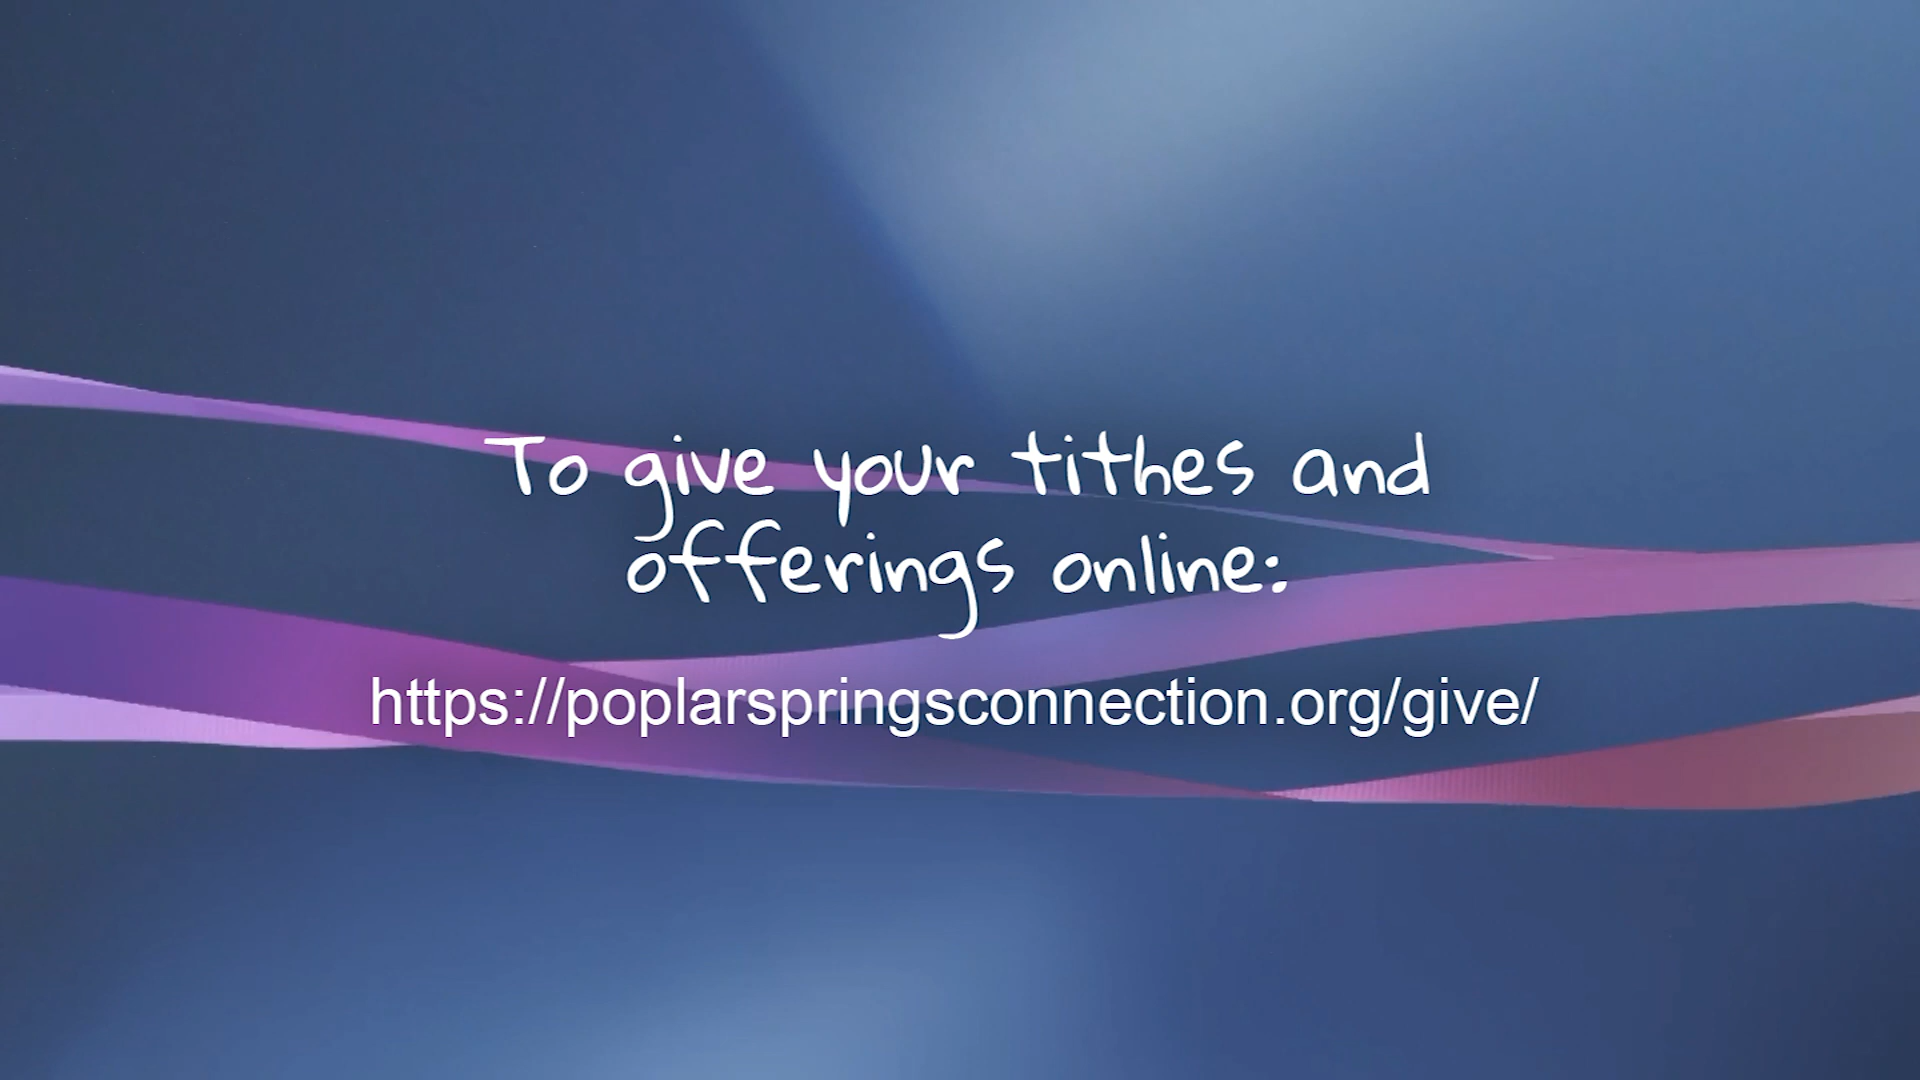 To give your tithes and
offerings online:
https://poplarspringsconnection.org/give/